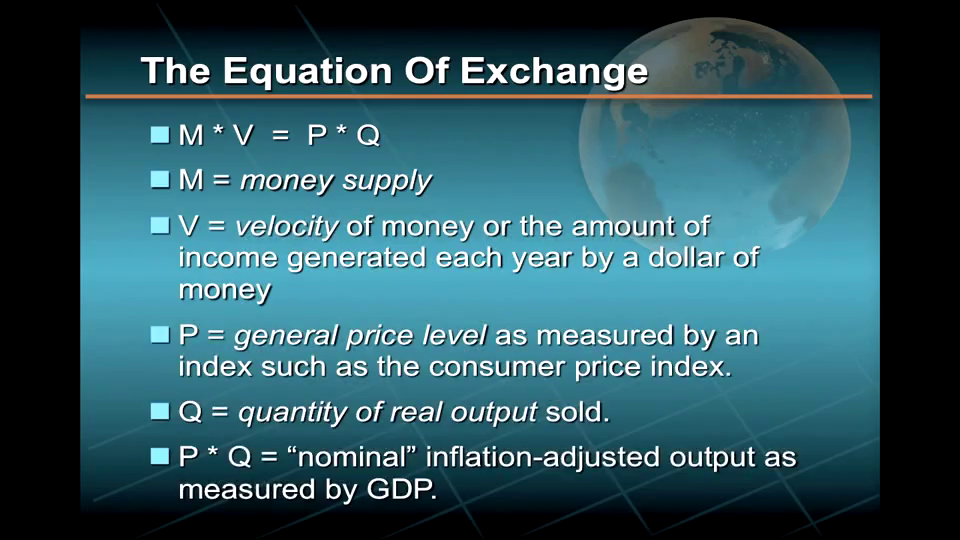 The Equation Of Exchange
M * V = P * Q
M = money supply
V = velocity of money or the amount of
income generated each year by a dollar of
money
P = general price level as measured by an
index such as the consumer price index.
Q = quantity of real output sold.
P * Q = “nominal” inflation-adjusted output as
measured by GDP.